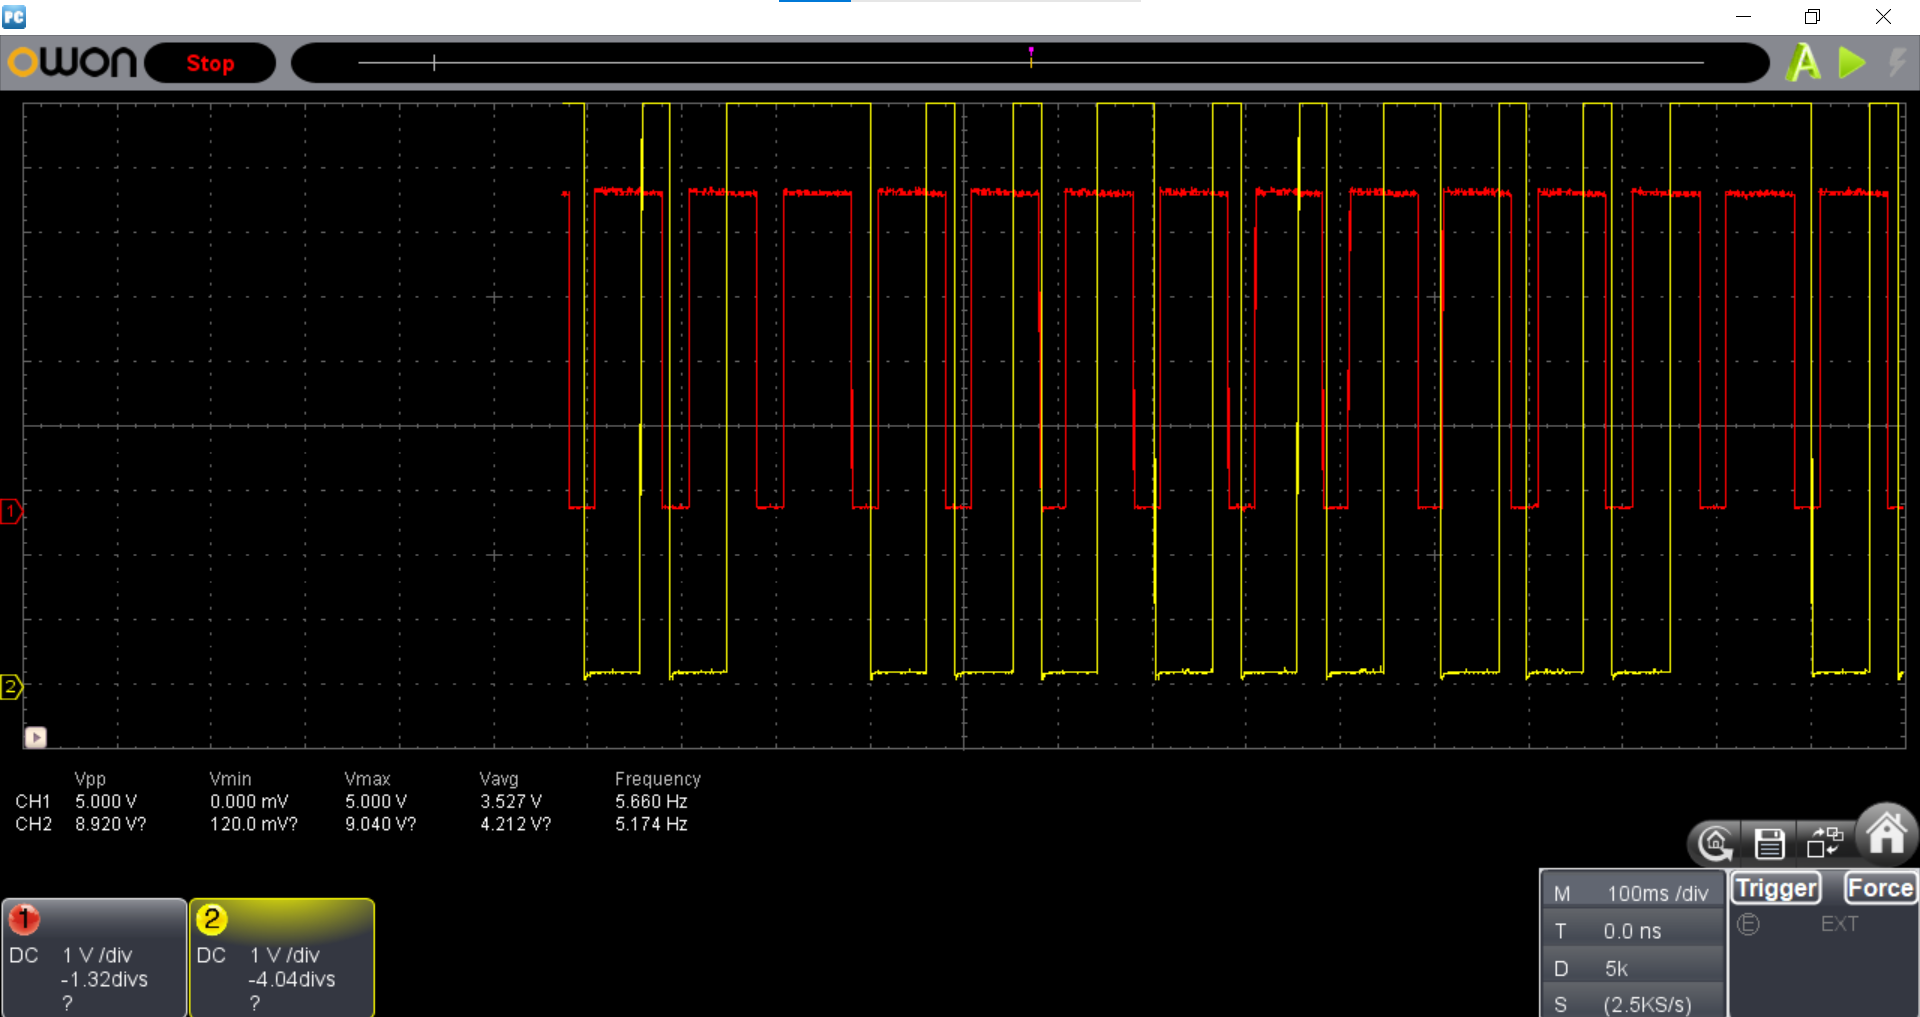 PC
owon
Stop
A
1
2
Vpp Vmin Vmax Vavg Frequency
CH1 5.000 V 0.000 mV 5.000 V 3.527 V 5.660 Hz
CH2 8.920 V? 120.0 mV? 9.040 V? 4.212 V? 5.174 Hz
1
DC 1 V /div
-1.32divs
?
2
DC 1 V /div
-4.04divs
?
M 100ms /div
T 0.0 ns
D 5k
S (2.5KS/s)
Trigger Force
E EXT